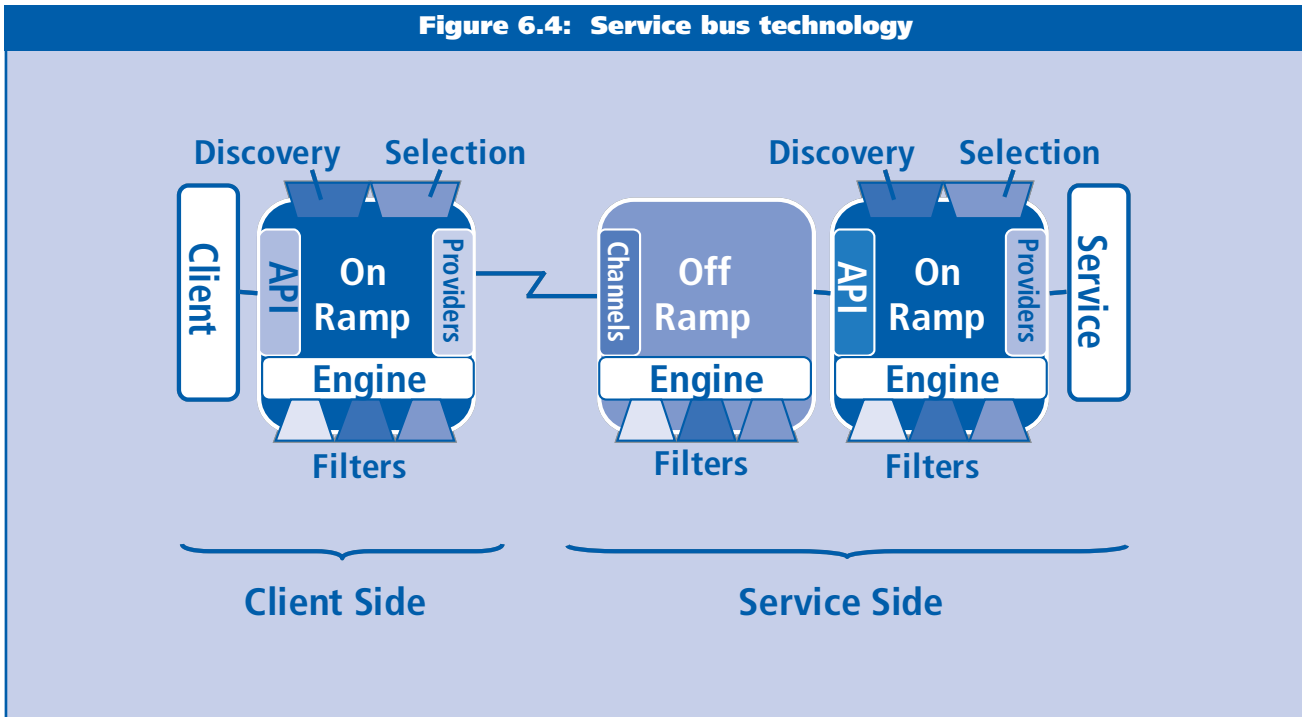 Figure 6.4: Service bus technology
Discovery
Selection
Discovery
Selection
Client
API
On
Ramp
Providers
Engine
Filters
Channels
Off
Ramp
Engine
Filters
API
On
Ramp
Providers
Engine
Filters
Service
Client Side
Service Side